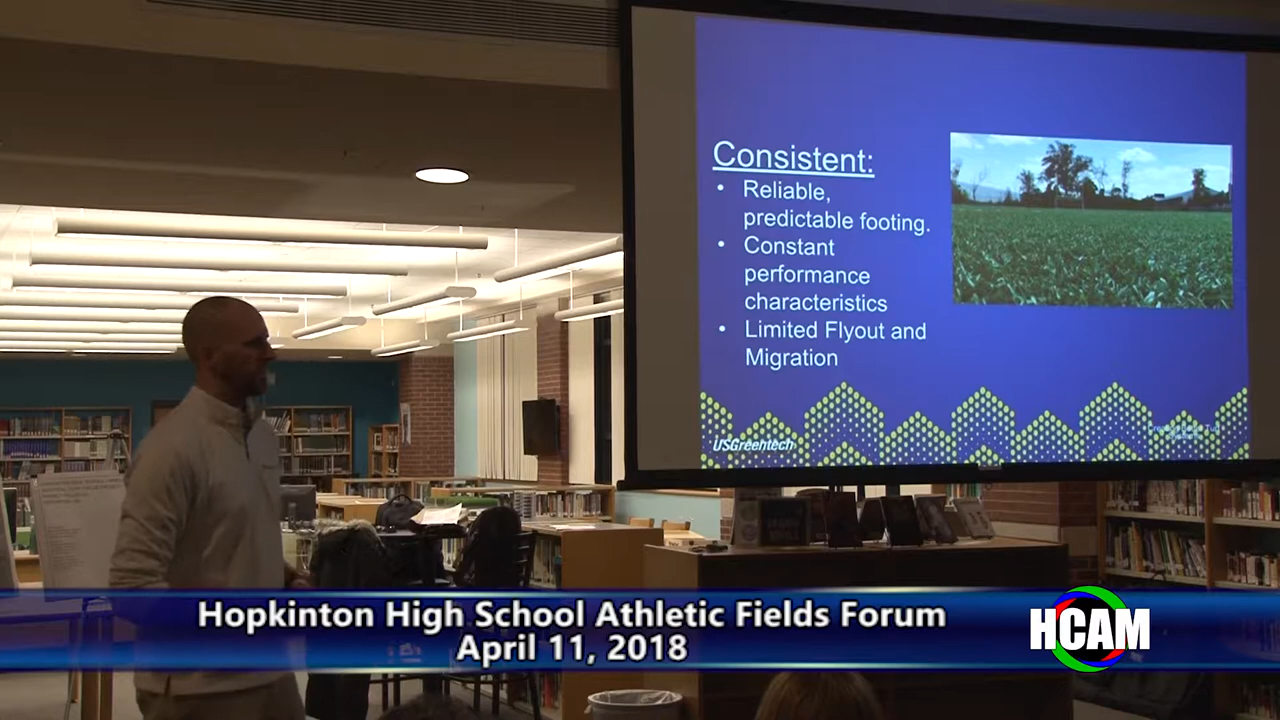 Consistent:
• Reliable,
predictable footing.
• Constant
performance
characteristics
• Limited Flyout and
Migration
USGreentech
Hopkinton High School Athletic Fields Forum
April 11, 2018
HCAM